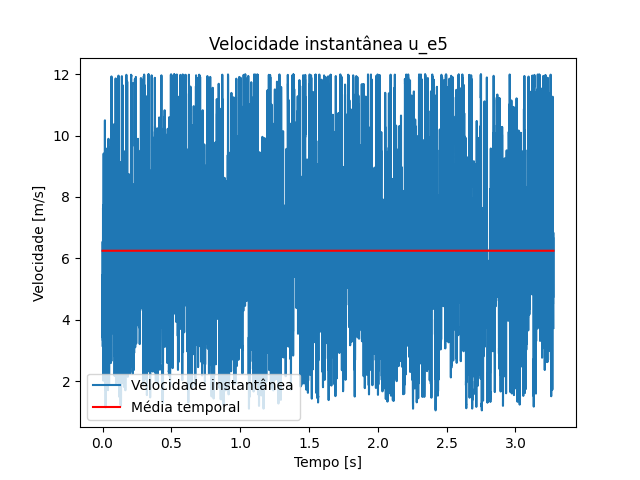 Velocidade instantânea u_e5
Velocidade [m/s]
12
10
8
6
4
2
Velocidade instantânea
Média temporal
0.0 0.5 1.0 1.5 2.0 2.5 3.0
Tempo [s]